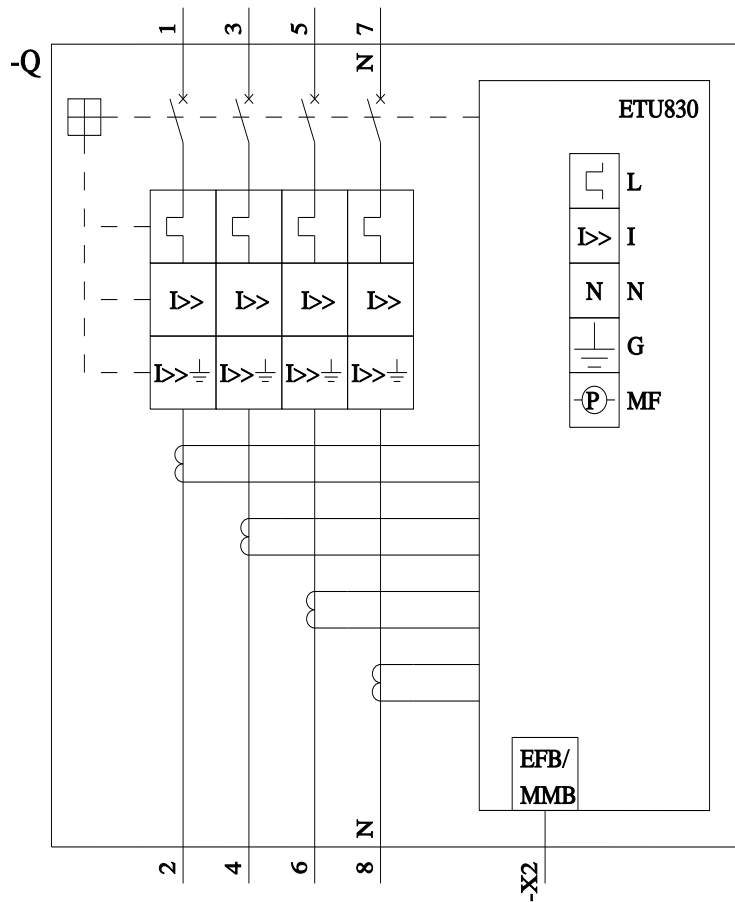 1 3 5 7
-Q
N
ETU830
L
I>> I
N N
G
P MF
I>> I>> I>> I>>
I>> I>> I>> I>>
EFB/
MMB
N
2 4 6 8 -X2